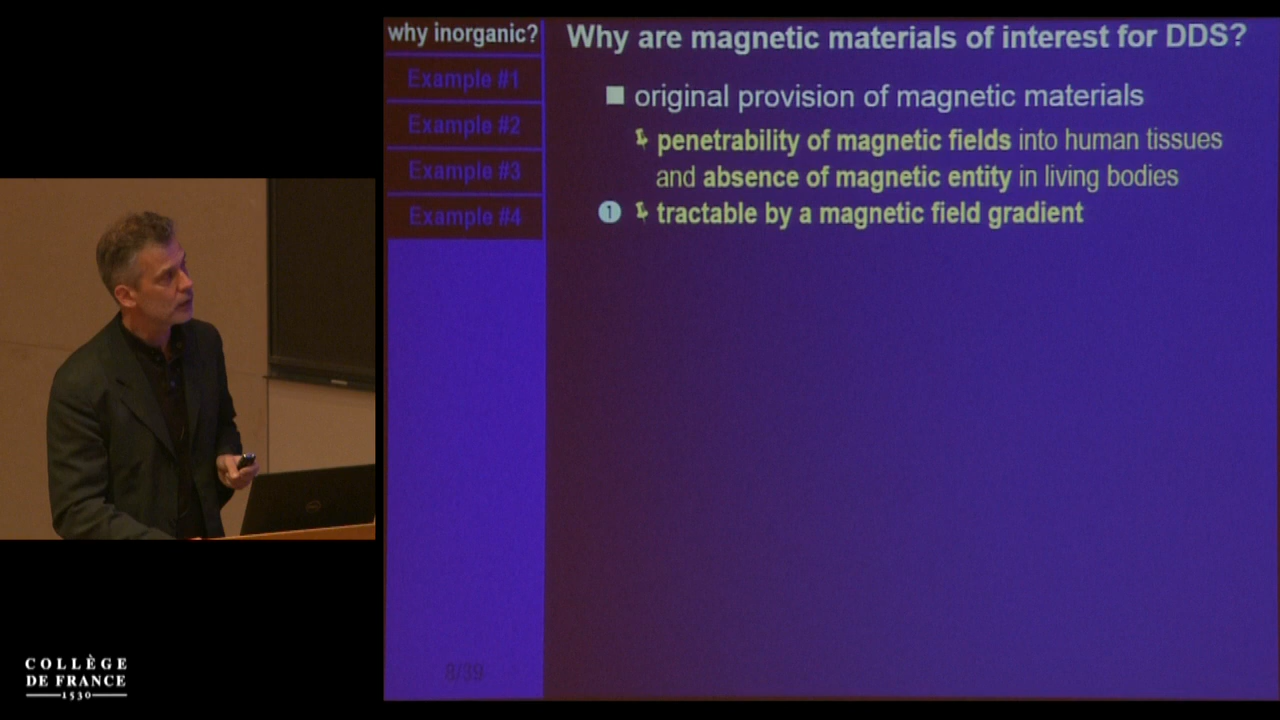 why inorganic?
Example #1
Example #2
Example #3
Example #4
8/39
Why are magnetic materials of interest for DDS?
original provision of magnetic materials
penetrability of magnetic fields into human tissues
and absence of magnetic entity in living bodies
1 tractable by a magnetic field gradient
COLLÈGE
DE FRANCE
1530